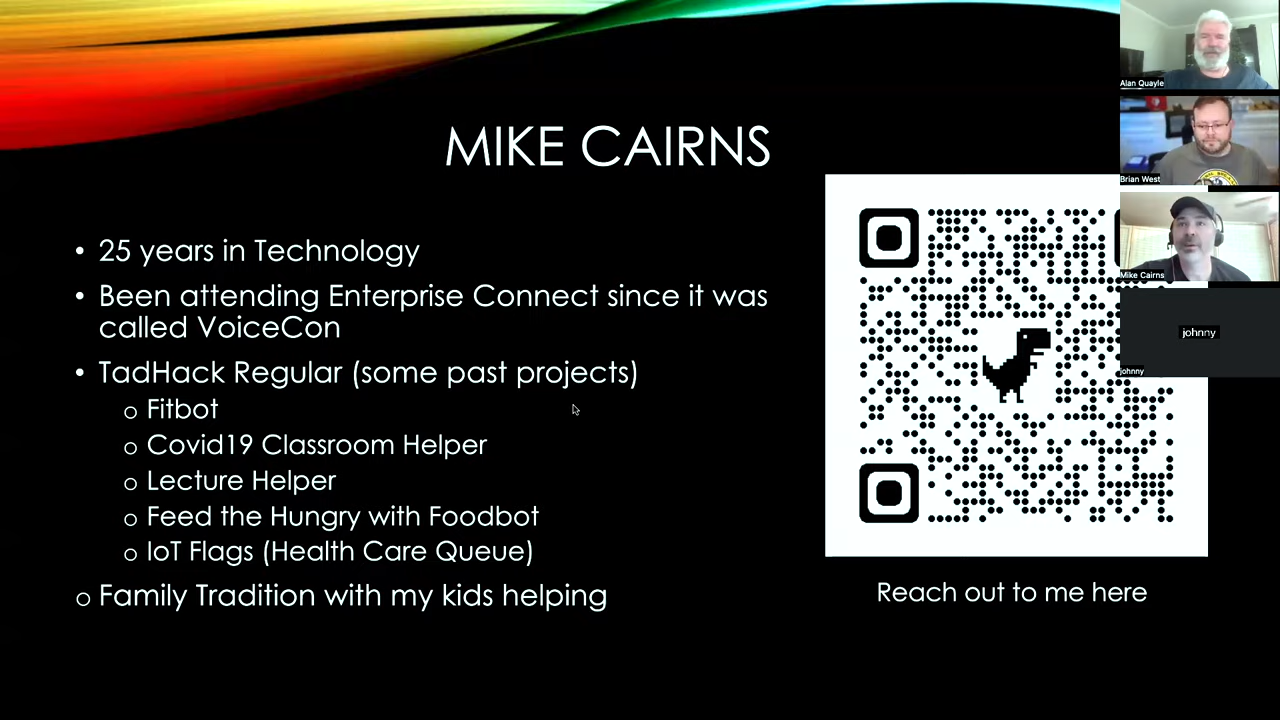 MIKE CAIRNS
• 25 years in Technology
• Been attending Enterprise Connect since it was
called VoiceCon
• TadHack Regular (some past projects)
o Fitbot
o Covid19 Classroom Helper
o Lecture Helper
o Feed the Hungry with Foodbot
o IoT Flags (Health Care Queue)
o Family Tradition with my kids helping
Reach out to me here
Alan Quayle
Brian West
Mike Cairns
johnny
johnny